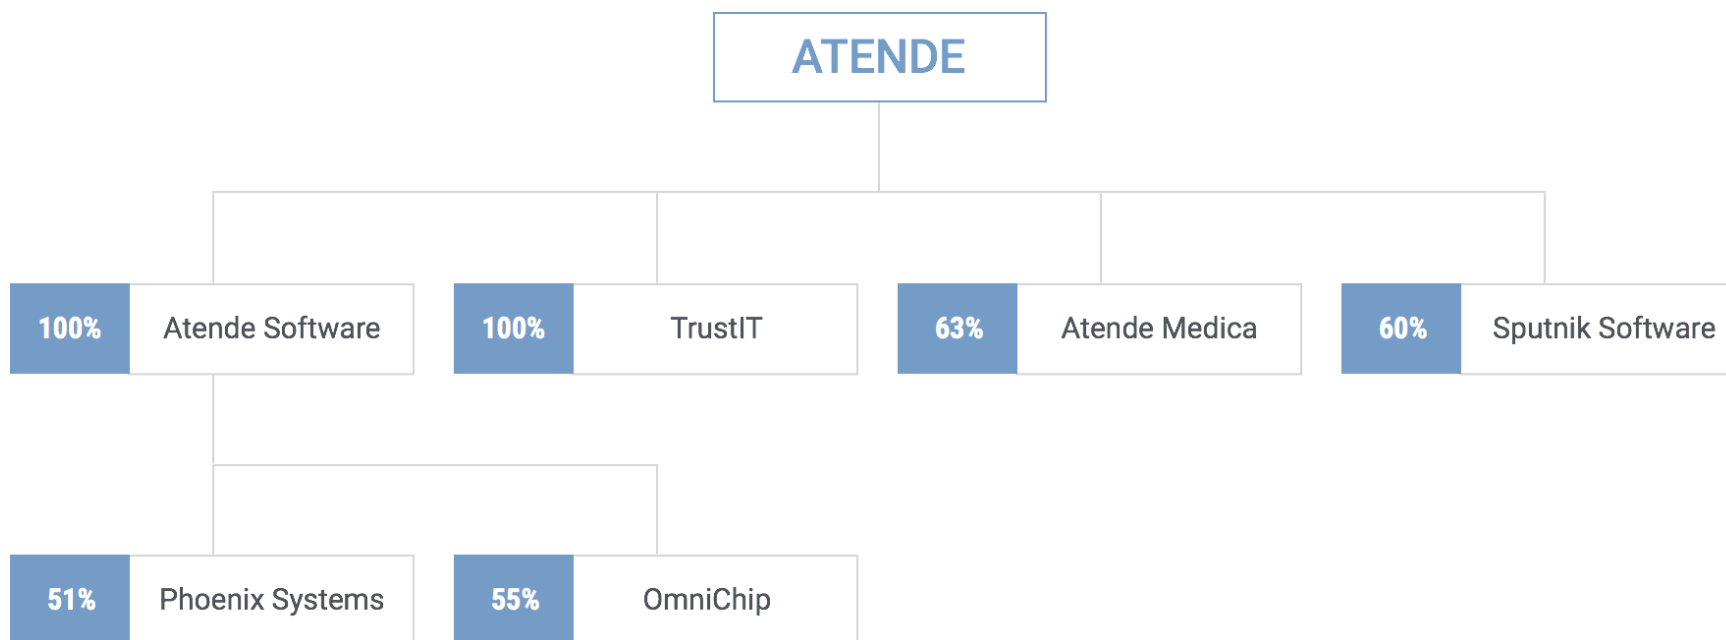 ATENDE
100% Atende Software
100% TrustIT
63% Atende Medica
60% Sputnik Software
51% Phoenix Systems
55% OmniChip